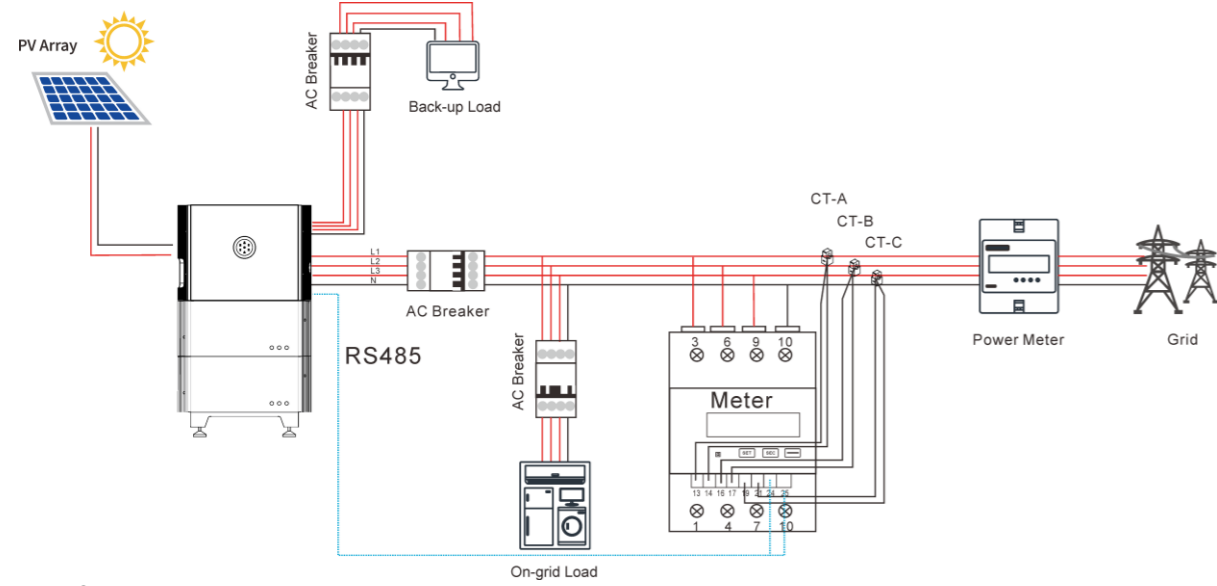 PV Array
AC Breaker
Back-up Load
CT-A
CT-B
CT-C
L1
L2
L3
N
AC Breaker
Power Meter
Grid
RS485
AC Breaker
3 6 9 10
Meter
SET SEC
13 14 16 17 19 21 24 25
1 4 7 10
On-grid Load